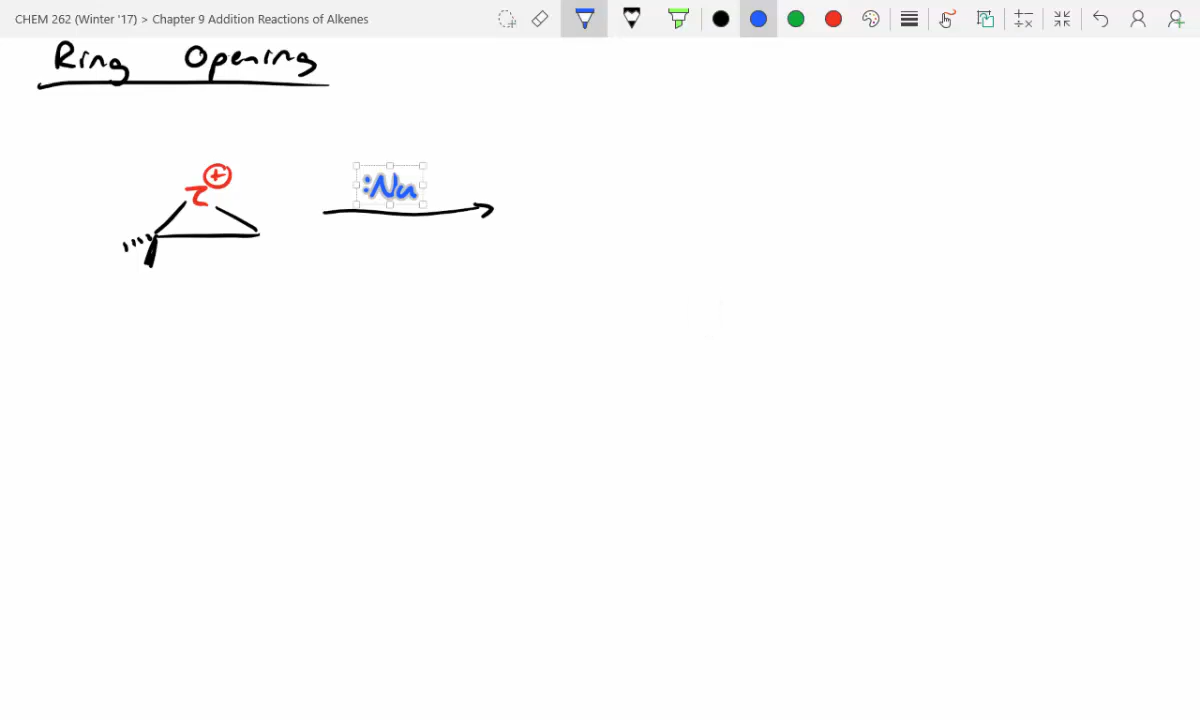 CHEM 262 (Winter '17) > Chapter 9 Addition Reactions of Alkenes
Ring Opening
Z⊕
:Nu